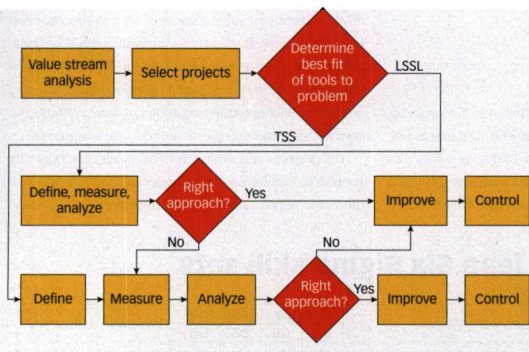 Value stream
analysis
Select projects
Determine
best fit
of tools to
problem
LSSL
TSS
Define, measure,
analyze
Right
approach?
Yes
Improve
Control
No
No
Define
Measure
Analyze
Right
approach?
Yes
Improve
Control